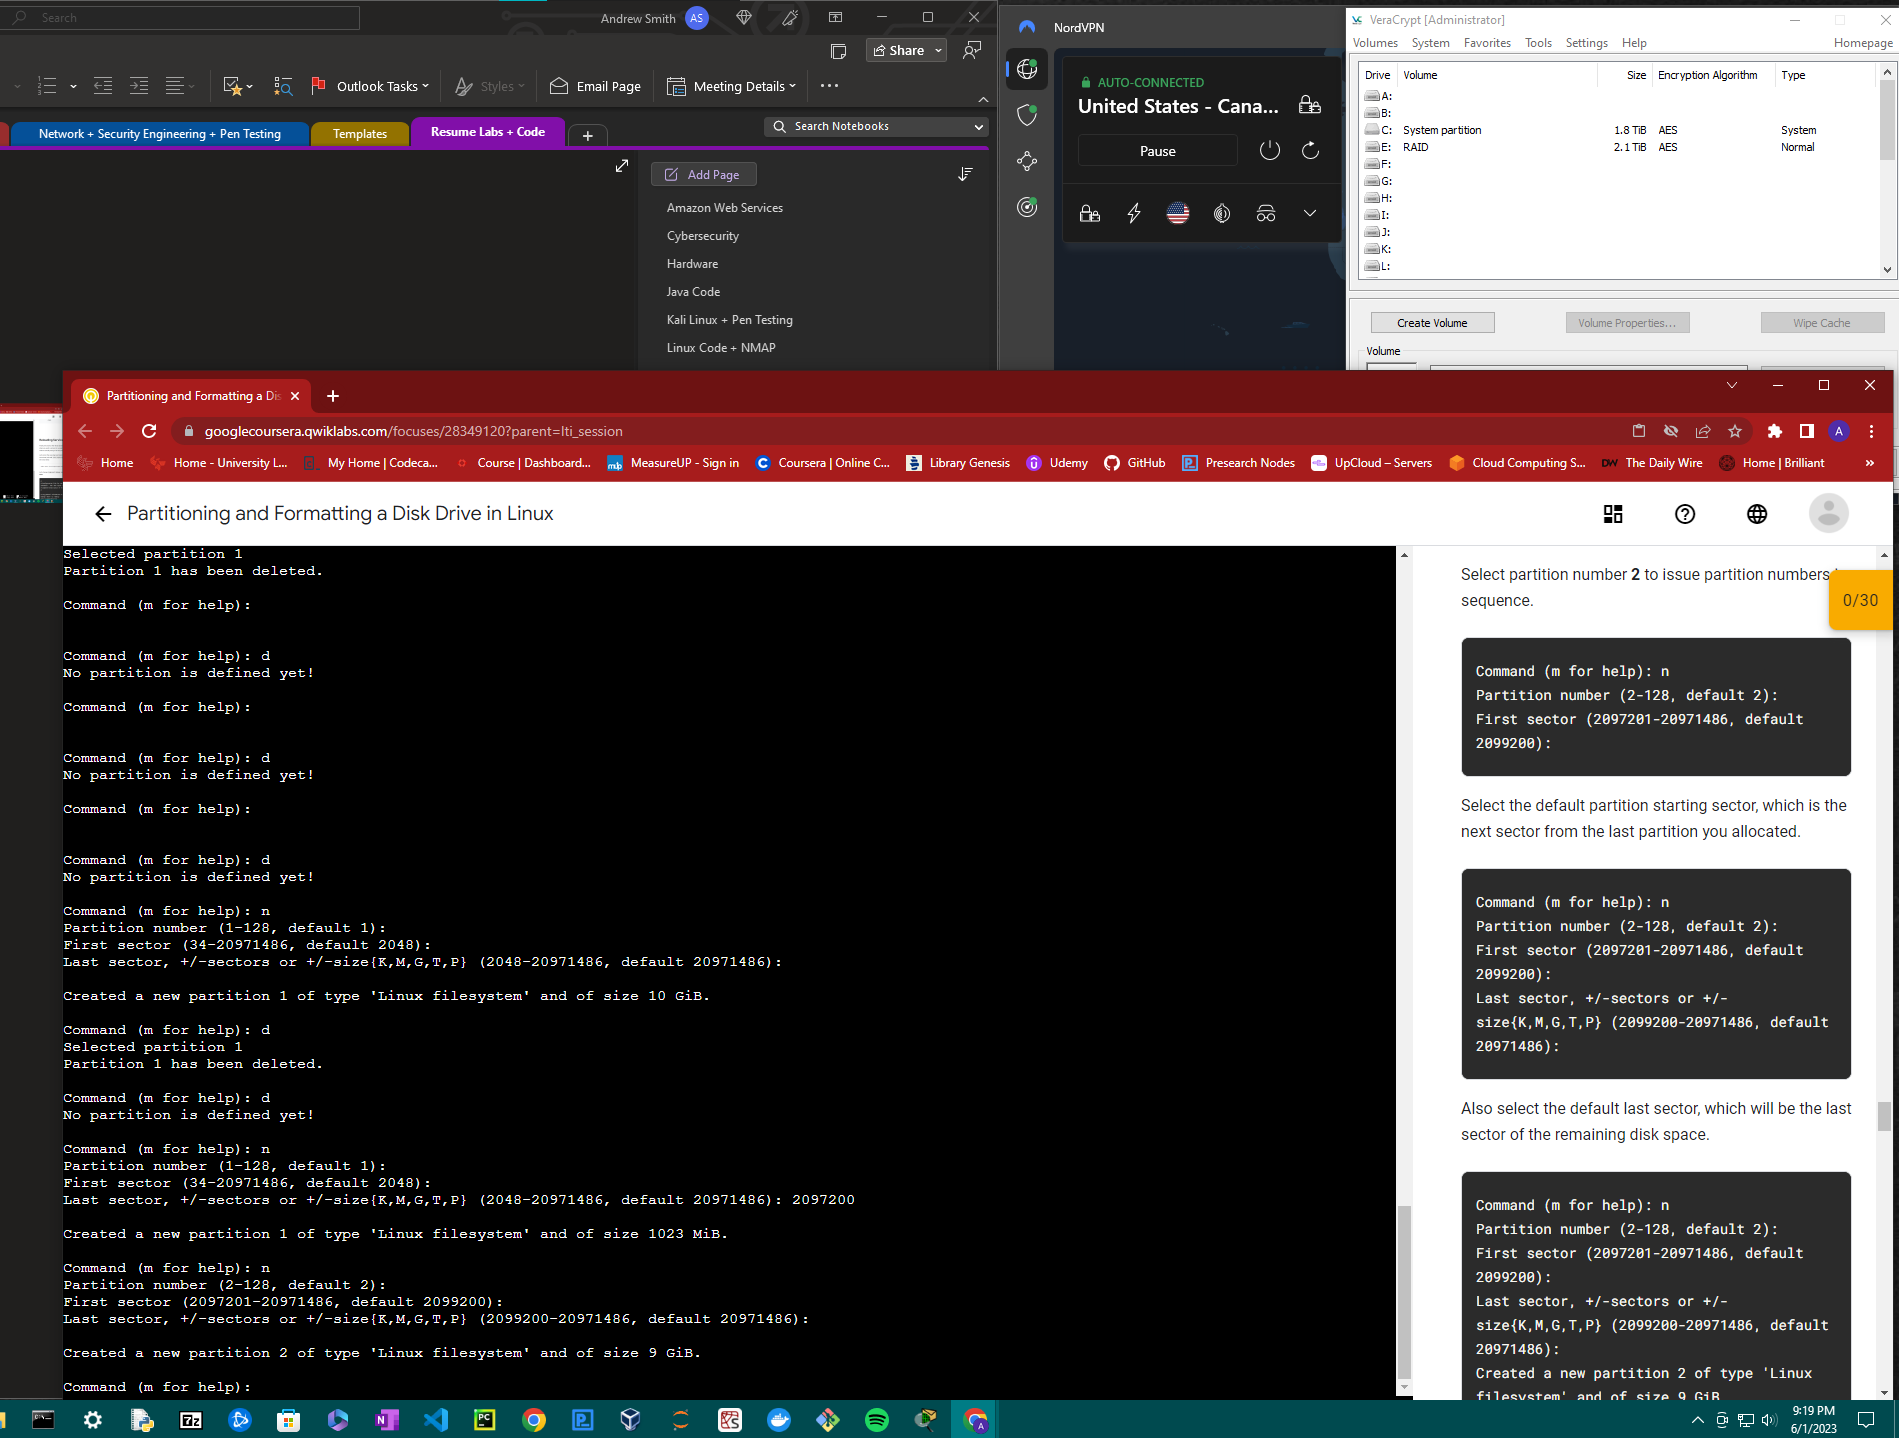 Search
Andrew Smith
AS
Share
Outlook Tasks
Styles
Email Page
Meeting Details
Network + Security Engineering + Pen Testing
Templates
Resume Labs + Code
+
Search Notebooks
Add Page
Amazon Web Services
Cybersecurity
Hardware
Java Code
Kali Linux + Pen Testing
Linux Code + NMAP
NordVPN
AUTO-CONNECTED
United States - Cana...
Pause
VeraCrypt [Administrator]
Volumes System Favorites Tools Settings Help Homepage
Drive Volume Size Encryption Algorithm Type
A:
B:
C: System partition 1.8 TiB AES System
E: RAID 2.1 TiB AES Normal
F:
G:
H:
I:
J:
K:
L:
Create Volume
Volume Properties...
Wipe Cache
Volume
Partitioning and Formatting a Dis
googlecoursera.qwiklabs.com/focuses/28349120?parent=lti_session
A
Home
Home - University L...
My Home | Codeca...
Course | Dashboard...
MeasureUP - Sign in
Coursera | Online C...
Library Genesis
Udemy
GitHub
Presearch Nodes
UpCloud – Servers
Cloud Computing S...
The Daily Wire
Home | Brilliant
»
Partitioning and Formatting a Disk Drive in Linux
Selected partition 1
Partition 1 has been deleted.
Command (m for help):
Command (m for help): d
No partition is defined yet!
Command (m for help):
Command (m for help): d
No partition is defined yet!
Command (m for help):
Command (m for help): d
No partition is defined yet!
Command (m for help): n
Partition number (1-128, default 1):
First sector (34-20971486, default 2048):
Last sector, +/-sectors or +/-size{K,M,G,T,P} (2048-20971486, default 20971486):
Created a new partition 1 of type 'Linux filesystem' and of size 10 GiB.
Command (m for help): d
Selected partition 1
Partition 1 has been deleted.
Command (m for help): d
No partition is defined yet!
Command (m for help): n
Partition number (1-128, default 1):
First sector (34-20971486, default 2048):
Last sector, +/-sectors or +/-size{K,M,G,T,P} (2048-20971486, default 20971486): 2097200
Created a new partition 1 of type 'Linux filesystem' and of size 1023 MiB.
Command (m for help): n
Partition number (2-128, default 2):
First sector (2097201-20971486, default 2099200):
Last sector, +/-sectors or +/-size{K,M,G,T,P} (2099200-20971486, default 20971486):
Created a new partition 2 of type 'Linux filesystem' and of size 9 GiB.
Command (m for help):
Select partition number 2 to issue partition numbers
sequence.
0/30
Command (m for help): n
Partition number (2-128, default 2):
First sector (2097201-20971486, default
2099200):
Select the default partition starting sector, which is the
next sector from the last partition you allocated.
Command (m for help): n
Partition number (2-128, default 2):
First sector (2097201-20971486, default
2099200):
Last sector, +/-sectors or +/-
size{K,M,G,T,P} (2099200-20971486, default
20971486):
Also select the default last sector, which will be the last
sector of the remaining disk space.
Command (m for help): n
Partition number (2-128, default 2):
First sector (2097201-20971486, default
2099200):
Last sector, +/-sectors or +/-
size{K,M,G,T,P} (2099200-20971486, default
20971486):
Created a new partition 2 of type 'Linux
filesystem' and of size 9 GiB
9:19 PM
6/1/2023